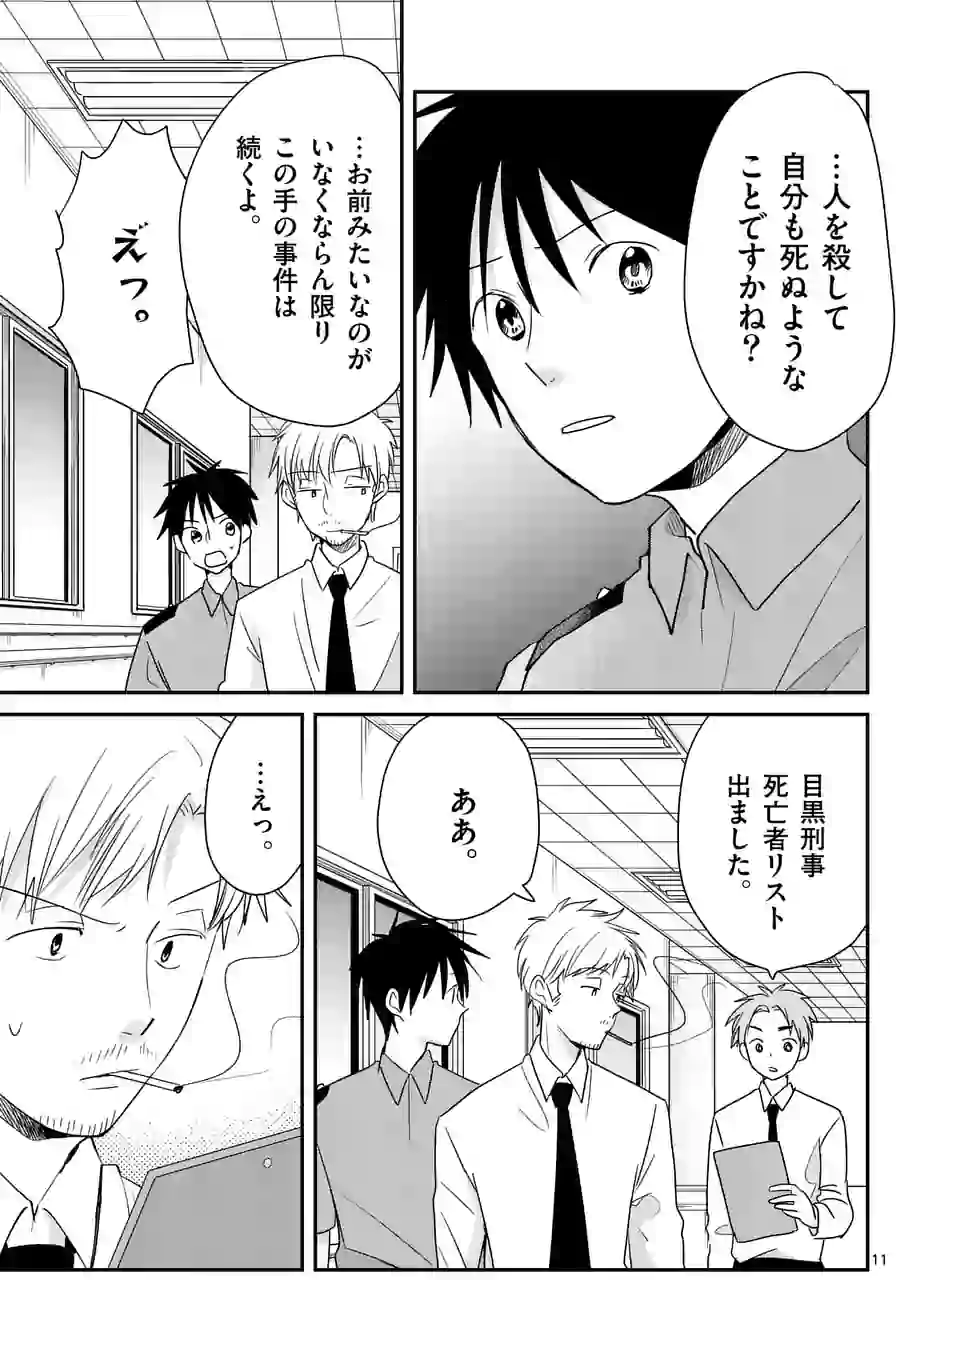 …人を殺して
自分も死ぬような
ことですかね?
…お前みたいなのが
いなくならん限り
この手の事件は
続くよ。
えっ。
目黒刑事
死亡者リスト
出ました。
ああ。
…えっ。
11